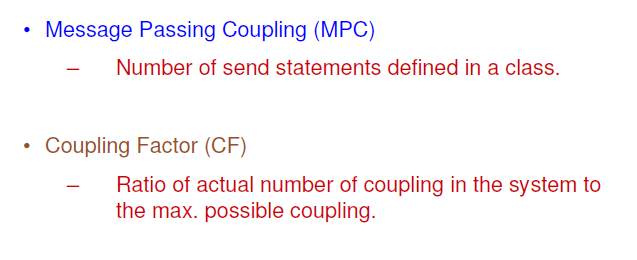 • Message Passing Coupling (MPC)
– Number of send statements defined in a class.
• Coupling Factor (CF)
– Ratio of actual number of coupling in the system to
the max. possible coupling.